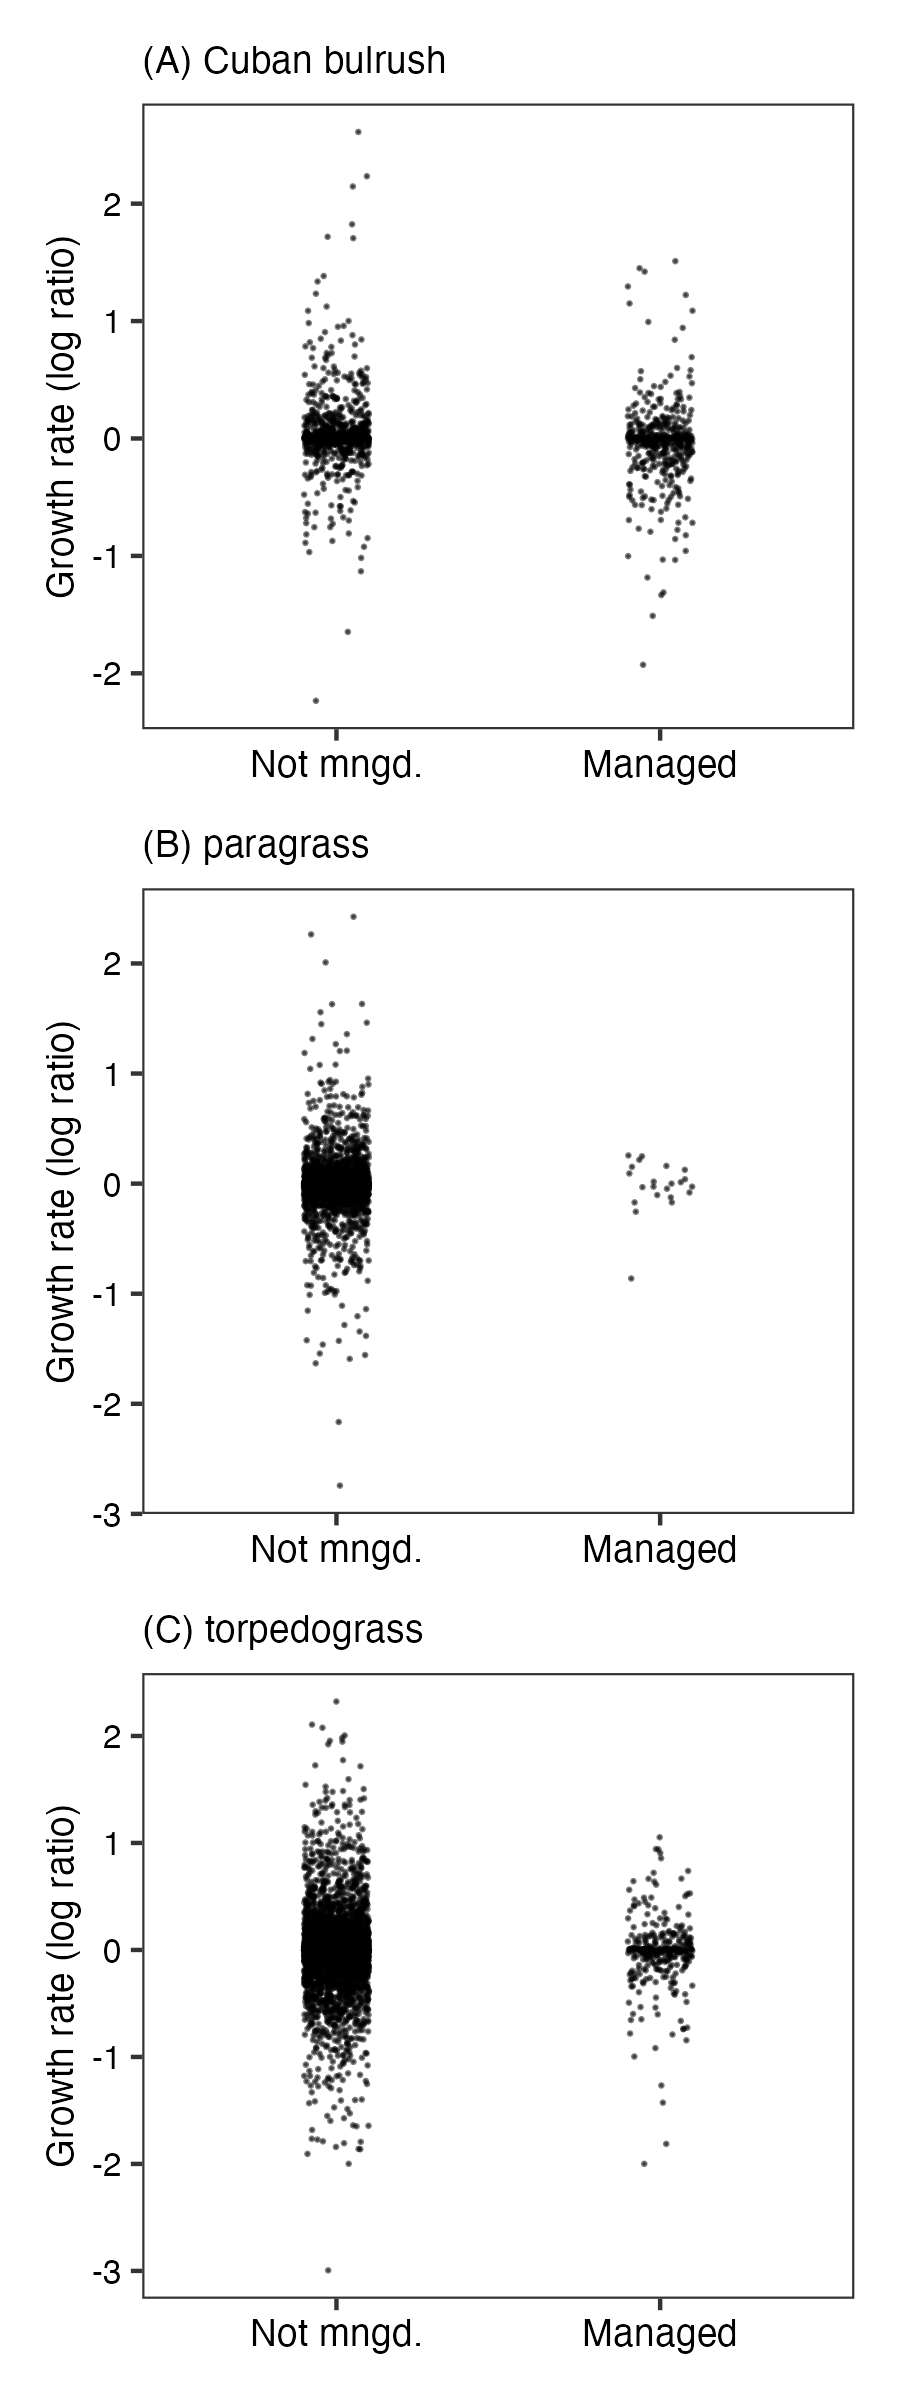 (A) Cuban bulrush
Growth rate (log ratio)
2
1
0
-1
-2
Not mngd. Managed
(B) paragrass
Growth rate (log ratio)
2
1
0
-1
-2
-3
Not mngd. Managed
(C) torpedograss
Growth rate (log ratio)
2
1
0
-1
-2
-3
Not mngd. Managed